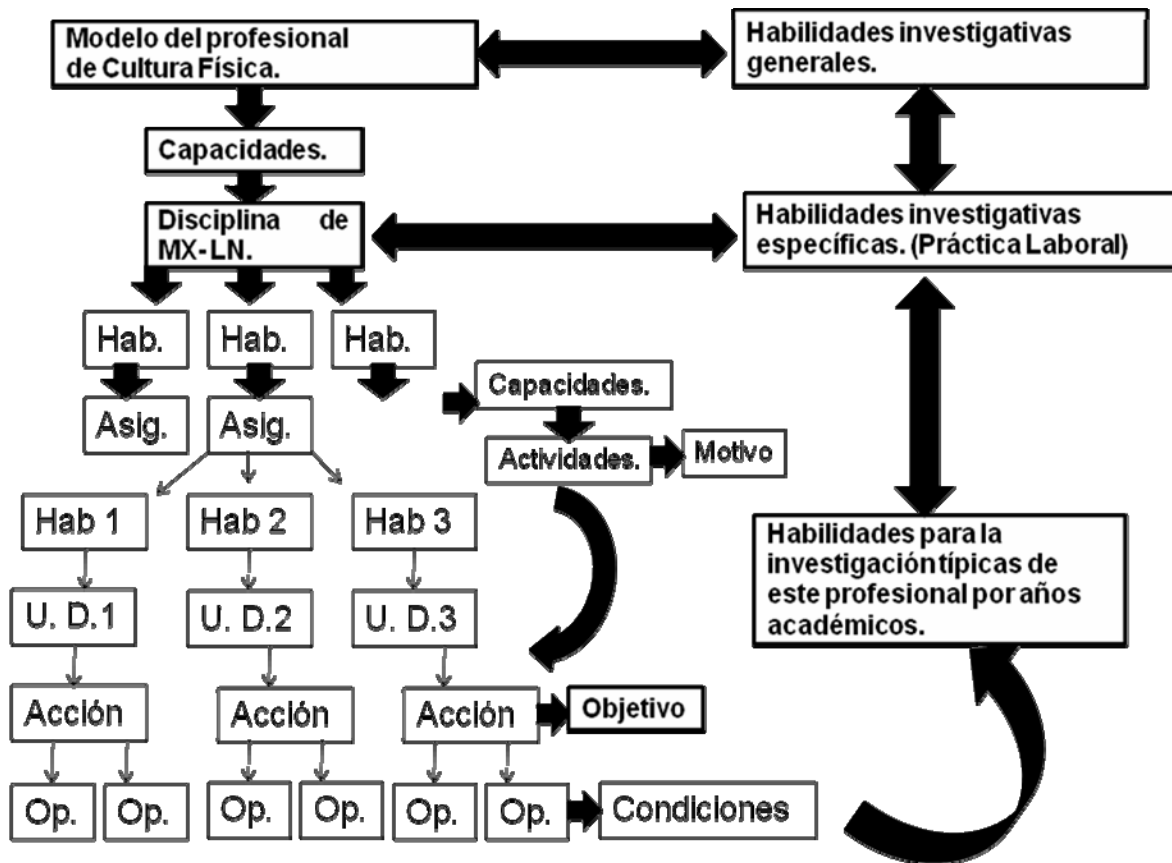 Modelo del profesional
de Cultura Física.
Habilidades investigativas
generales.
Capacidades.
Disciplina de
MX-LN.
Habilidades investigativas
específicas. (Práctica Laboral)
Hab.
Hab.
Hab.
Capacidades.
Asig.
Asig.
Actividades.
Motivo
Hab 1
Hab 2
Hab 3
Habilidades para la
investigación típicas de
este profesional por años
académicos.
U. D.1
U. D.2
U. D.3
Acción
Acción
Acción
Objetivo
Op.
Op.
Op.
Op.
Op.
Op.
Condiciones